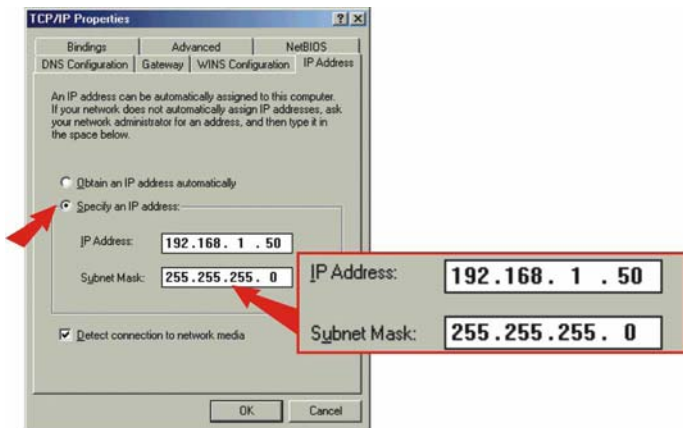 TCP/IP Properties
Bindings Advanced NetBIOS
DNS Configuration Gateway WINS Configuration IP Address
An IP address can be automatically assigned to this computer.
If your network does not automatically assign IP addresses, ask
your network administrator for an address, and then type it in
the space below.
Obtain an IP address automatically
Specify an IP address:
IP Address: 192.168. 1 .50
Subnet Mask: 255.255.255. 0
Detect connection to network media
OK Cancel
IP Address: 192.168. 1 .50
Subnet Mask: 255.255.255. 0